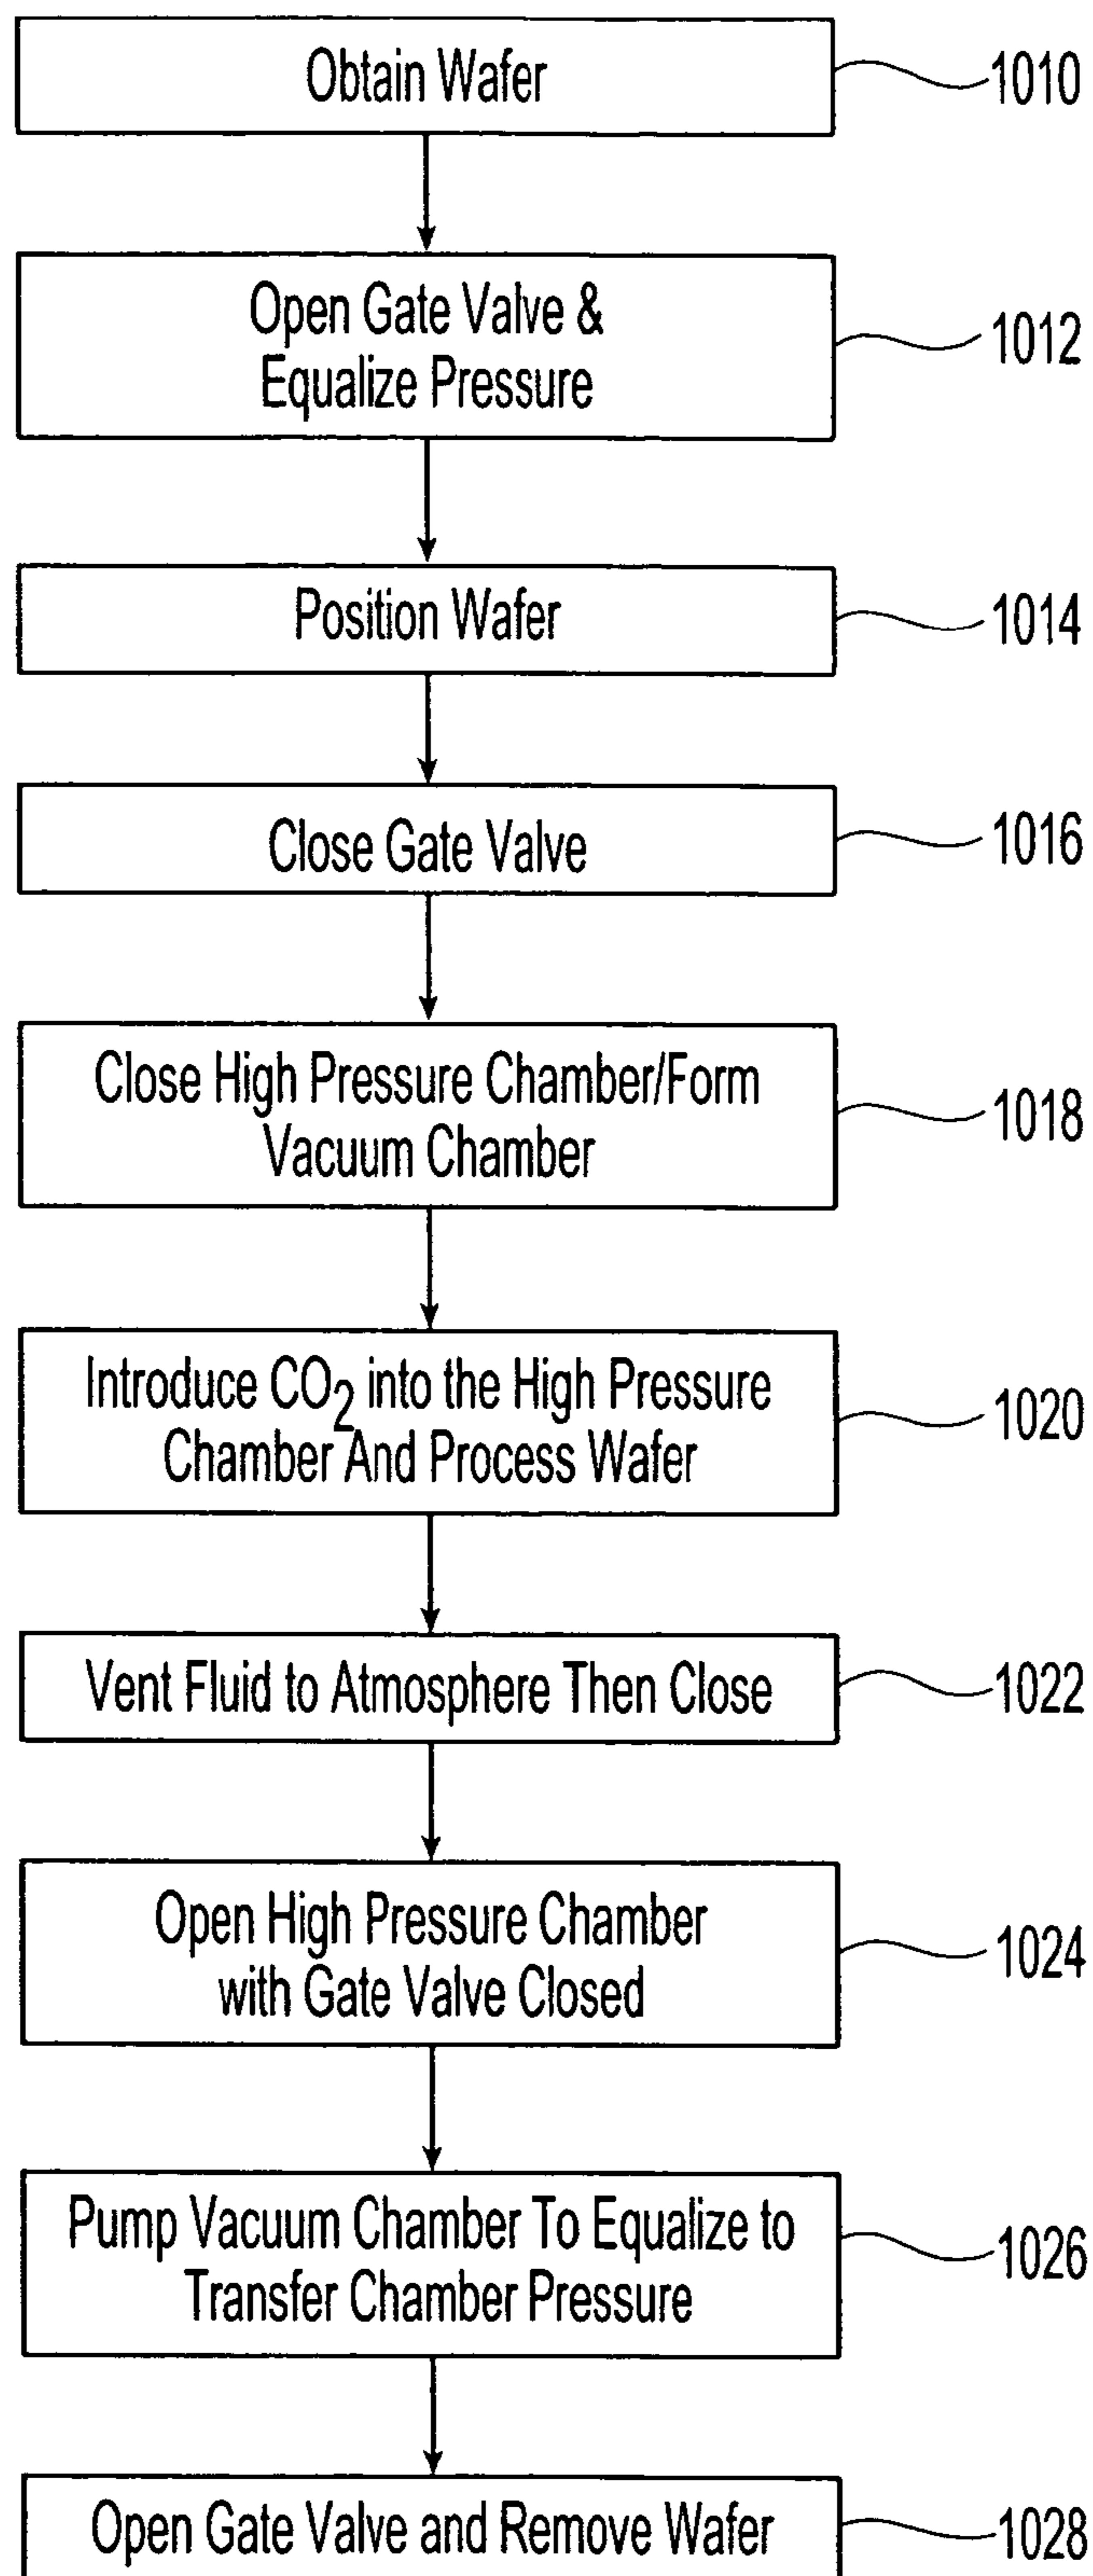 Obtain Wafer
1010
Open Gate Valve &
Equalize Pressure
1012
Position Wafer
1014
Close Gate Valve
1016
Close High Pressure Chamber/Form
Vacuum Chamber
1018
Introduce CO2 into the High Pressure
Chamber And Process Wafer
1020
Vent Fluid to Atmosphere Then Close
1022
Open High Pressure Chamber
with Gate Valve Closed
1024
Pump Vacuum Chamber To Equalize to
Transfer Chamber Pressure
1026
Open Gate Valve and Remove Wafer
1028